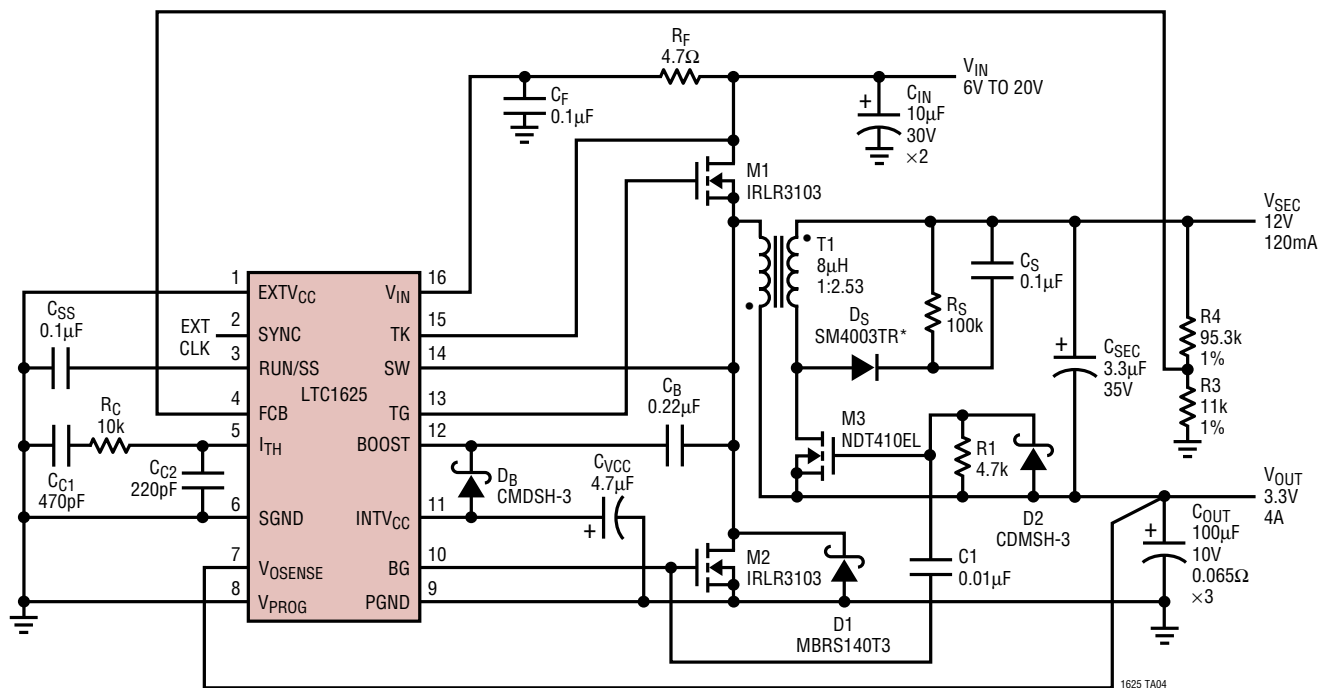 RF
4.7Ω
VIN
6V TO 20V
CF
0.1µF
+
CIN
10µF
30V
×2
M1
IRLR3103
VSEC
12V
120mA
T1
8µH
1:2.53
CS
0.1µF
RS
100k
DS
SM4003TR*
R4
95.3k
1%
+
CSEC
3.3µF
35V
R3
11k
1%
CSS
0.1µF
EXT
CLK
1
EXTVCC
2
SYNC
3
RUN/SS
4
FCB
5
ITH
6
SGND
7
VOSENSE
8
VPROG
LTC1625
16
VIN
15
TK
14
SW
13
TG
12
BOOST
11
INTVCC
10
BG
9
PGND
RC
10k
CC1
470pF
CC2
220pF
CB
0.22µF
DB
CMDSH-3
CVCC
4.7µF
+
M3
NDT410EL
R1
4.7k
D2
CDMSH-3
VOUT
3.3V
4A
+
COUT
100µF
10V
0.065Ω
×3
M2
IRLR3103
C1
0.01µF
D1
MBRS140T3
1625 TA04